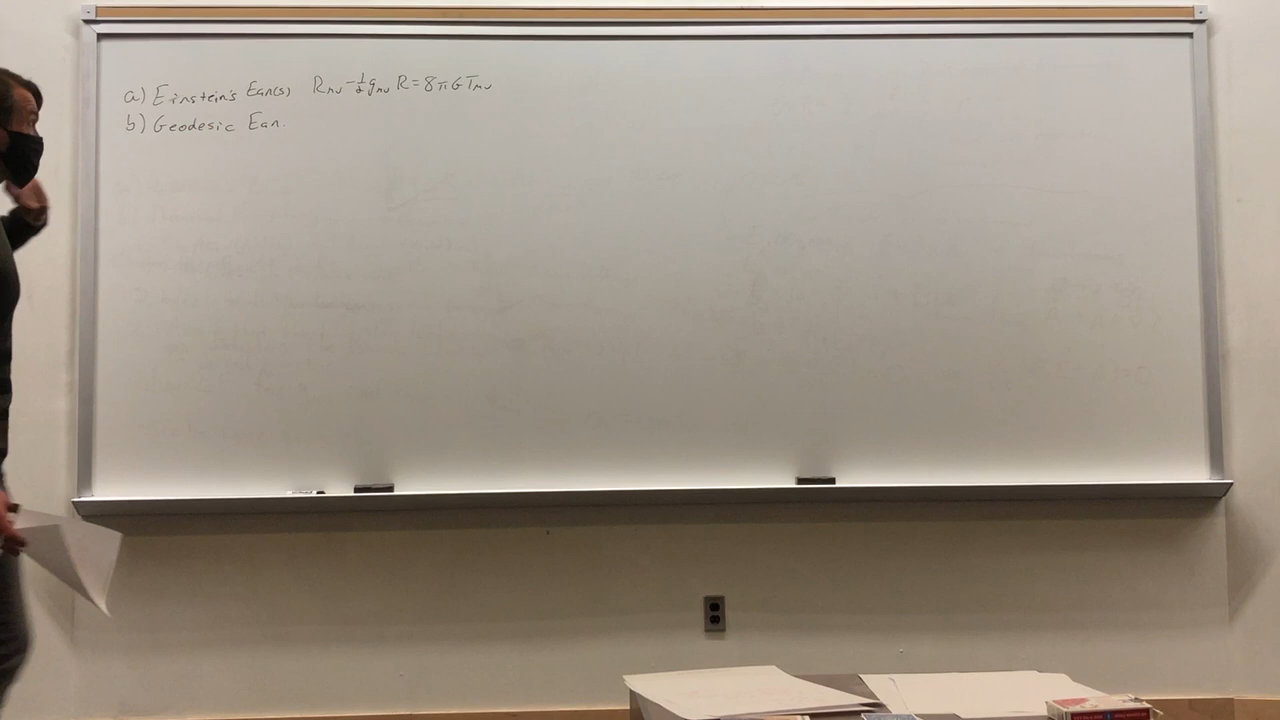 a) Einstein's Eqn(s) Rμν - ½gμν R = 8πGTμν
b) Geodesic Eqn.